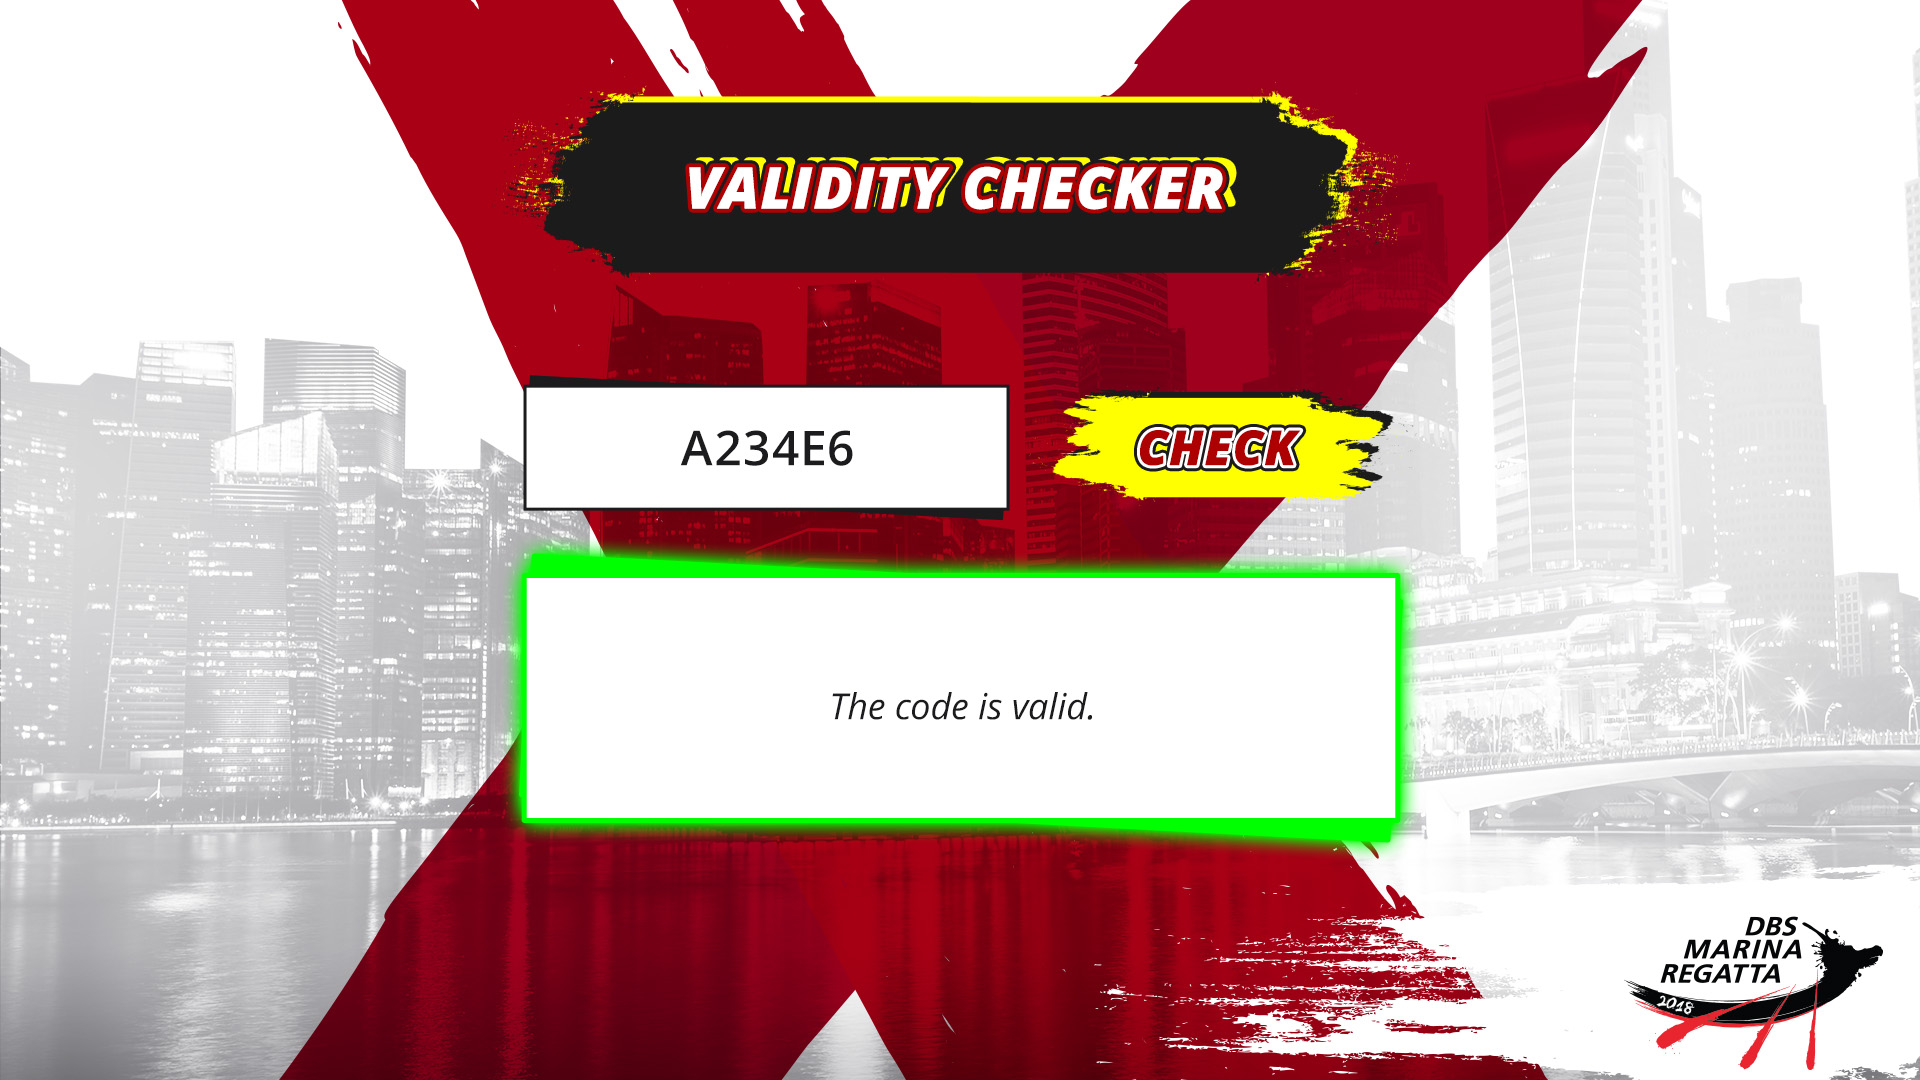 VALIDITY CHECKER
A234E6
CHECK
The code is valid.
DBS
MARINA
REGATTA
2018